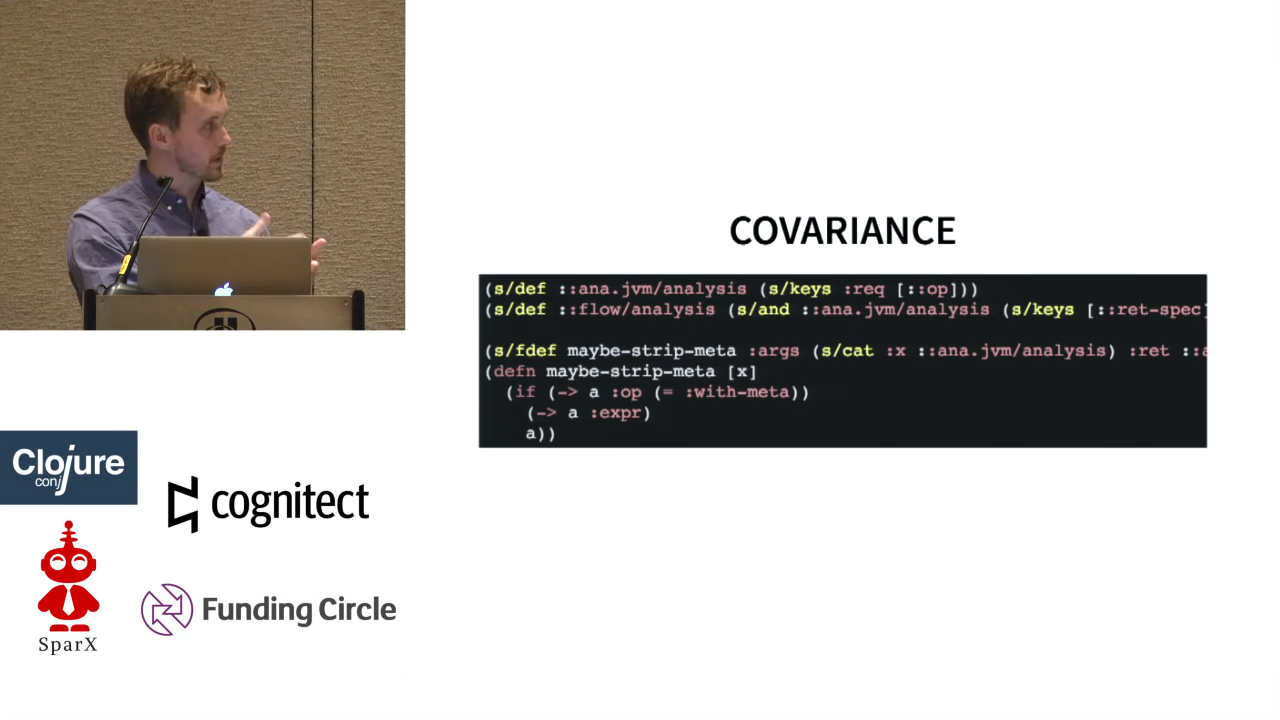 COVARIANCE
(s/def ::ana.jvm/analysis (s/keys :req [::op]))
(s/def ::flow/analysis (s/and ::ana.jvm/analysis (s/keys [::ret-spec]
(s/fdef maybe-strip-meta :args (s/cat :x ::ana.jvm/analysis) :ret ::a
(defn maybe-strip-meta [x]
(if (-> a :op (= :with-meta))
(-> a :expr)
a))
Clojure
conj
cognitect
SparX
Funding Circle